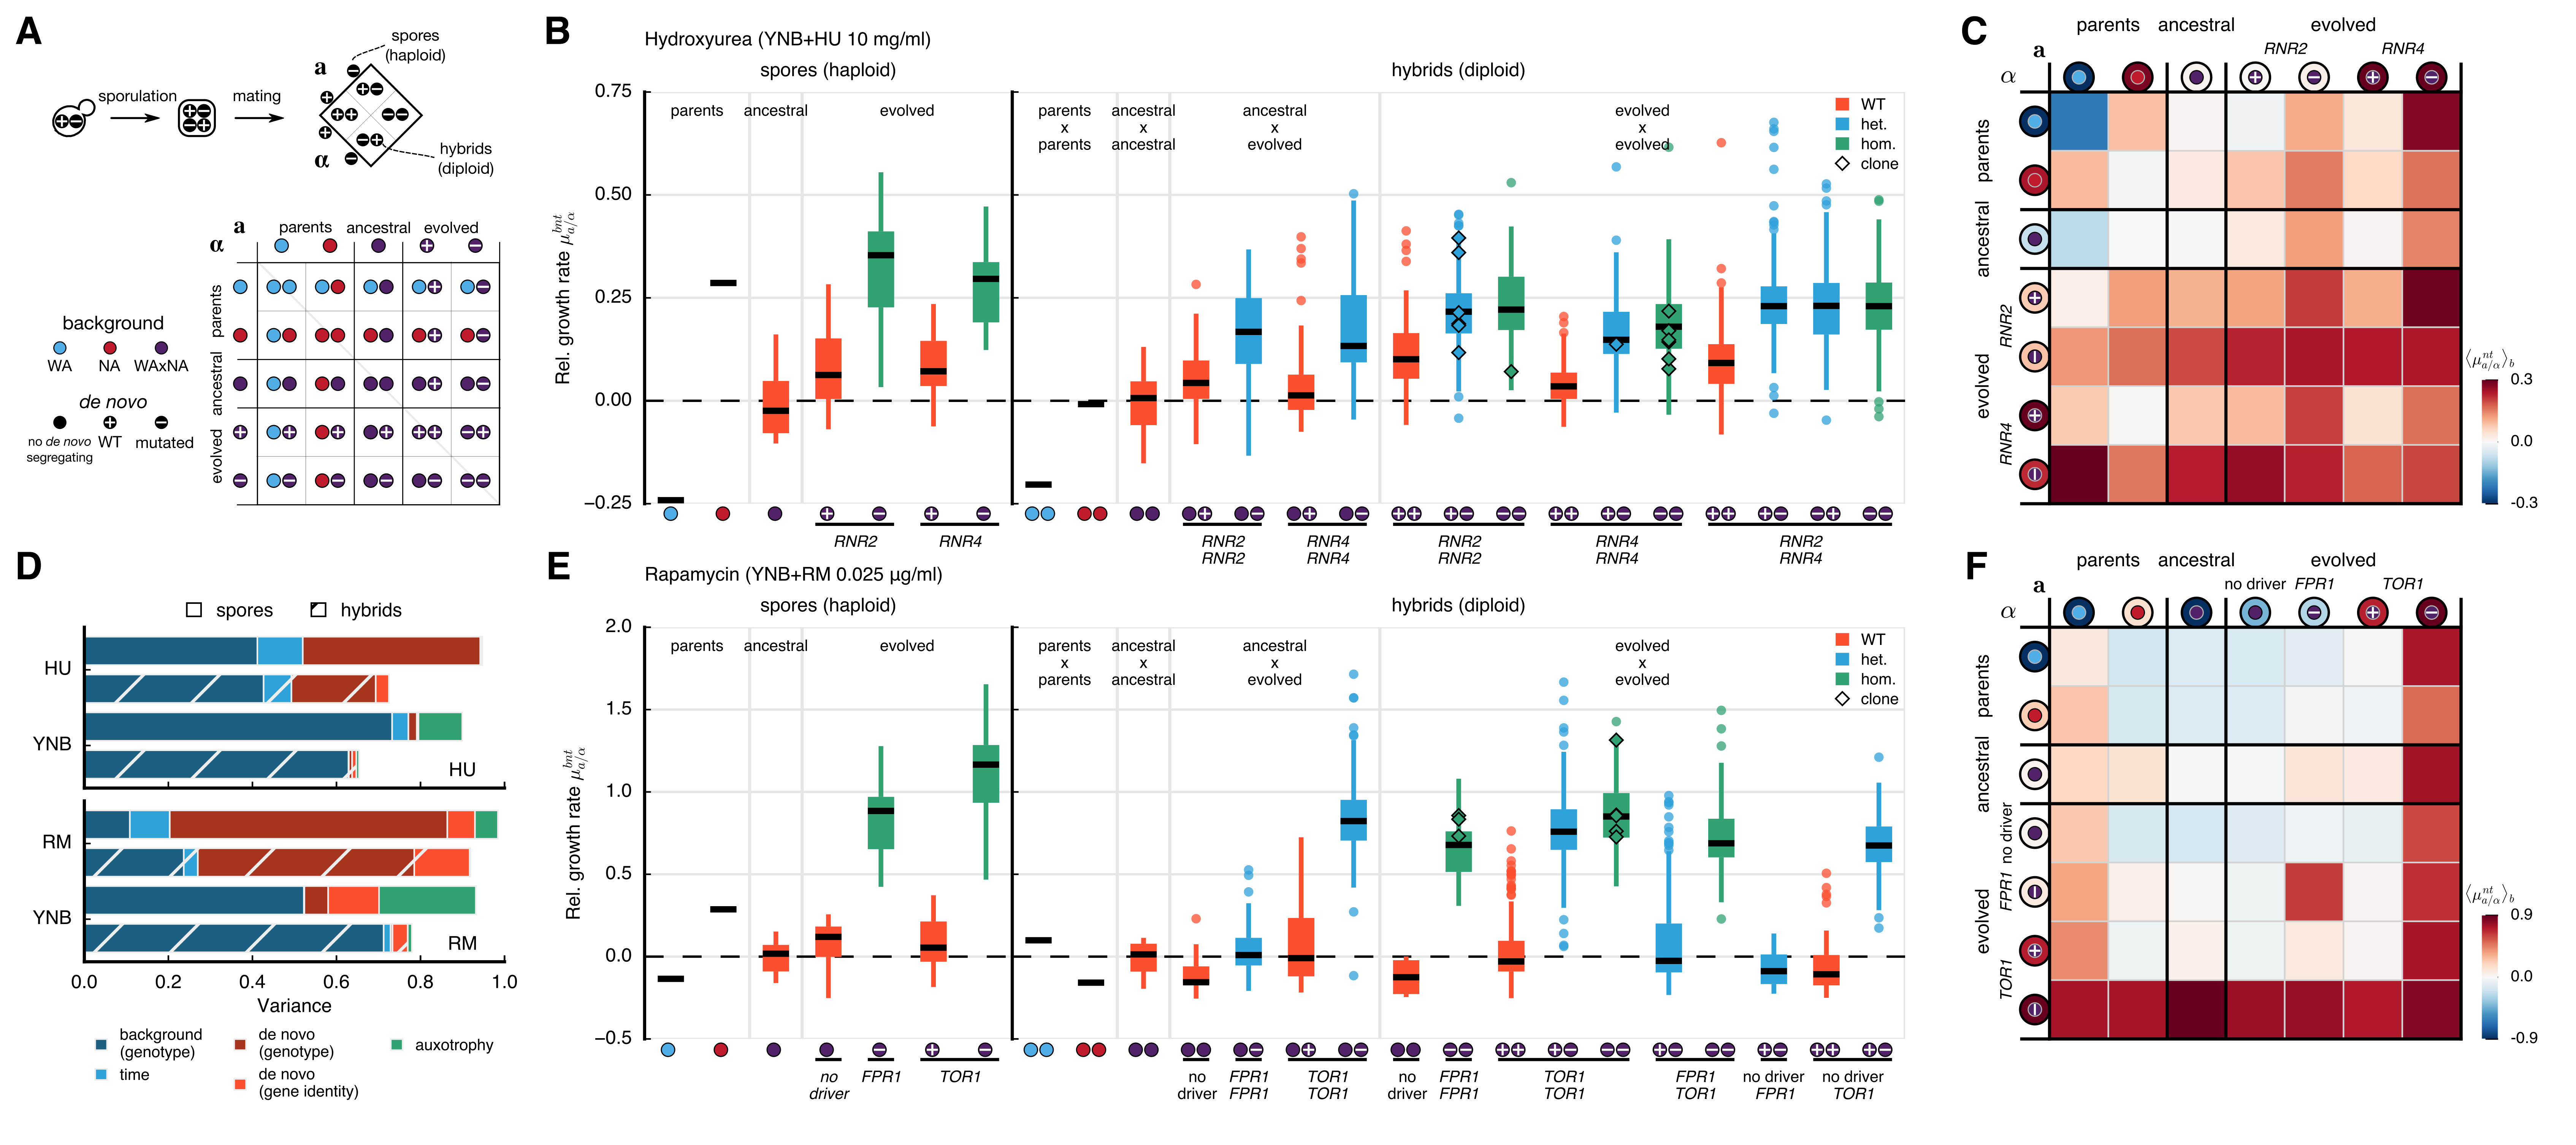 A
spores
(haploid)
a
sporulation
mating
α
hybrids
(diploid)
a
parents
ancestral
evolved
α
parents
ancestral
evolved
background
WA
NA
WAxNA
de novo
no de novo
segregating
WT
mutated
B
Hydroxyurea (YNB+HU 10 mg/ml)
spores (haploid)
hybrids (diploid)
parents
ancestral
evolved
parents
x
parents
ancestral
x
ancestral
ancestral
x
evolved
evolved
x
evolved
WT
het.
hom.
clone
Rel. growth rate μ^{bnt}_{a/α}
0.75
0.50
0.25
0.00
−0.25
RNR2
RNR4
RNR2
RNR2
RNR4
RNR4
RNR2
RNR2
RNR4
RNR4
RNR2
RNR4
C
parents
ancestral
evolved
RNR2
RNR4
a
α
parents
ancestral
evolved
RNR2
RNR4
⟨μ^{nt}_{a/α}⟩_b
0.3
0.0
-0.3
D
spores
hybrids
HU
YNB
HU
RM
YNB
RM
0.0
0.2
0.4
0.6
0.8
1.0
Variance
background
(genotype)
time
de novo
(genotype)
de novo
(gene identity)
auxotrophy
E
Rapamycin (YNB+RM 0.025 μg/ml)
spores (haploid)
hybrids (diploid)
parents
ancestral
evolved
parents
x
parents
ancestral
x
ancestral
ancestral
x
evolved
evolved
x
evolved
WT
het.
hom.
clone
Rel. growth rate μ^{bnt}_{a/α}
2.0
1.5
1.0
0.5
0.0
−0.5
no
driver
FPR1
TOR1
no
driver
FPR1
FPR1
TOR1
TOR1
no
driver
FPR1
FPR1
TOR1
TOR1
FPR1
TOR1
no driver
FPR1
no driver
TOR1
F
parents
ancestral
evolved
no driver
FPR1
TOR1
a
α
parents
ancestral
evolved
no driver
FPR1
TOR1
⟨μ^{nt}_{a/α}⟩_b
0.9
0.0
-0.9